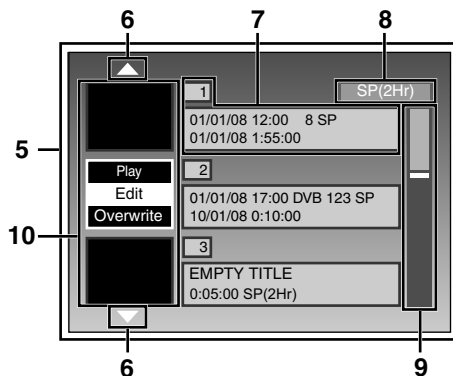 6 7 8
SP(2Hr)
1
01/01/08 12:00 8 SP
01/01/08 1:55:00
5
Play
Edit
Overwrite
2
01/01/08 17:00 DVB 123 SP
10/01/08 0:10:00
10
3
EMPTY TITLE
0:05:00 SP(2Hr)
6 9